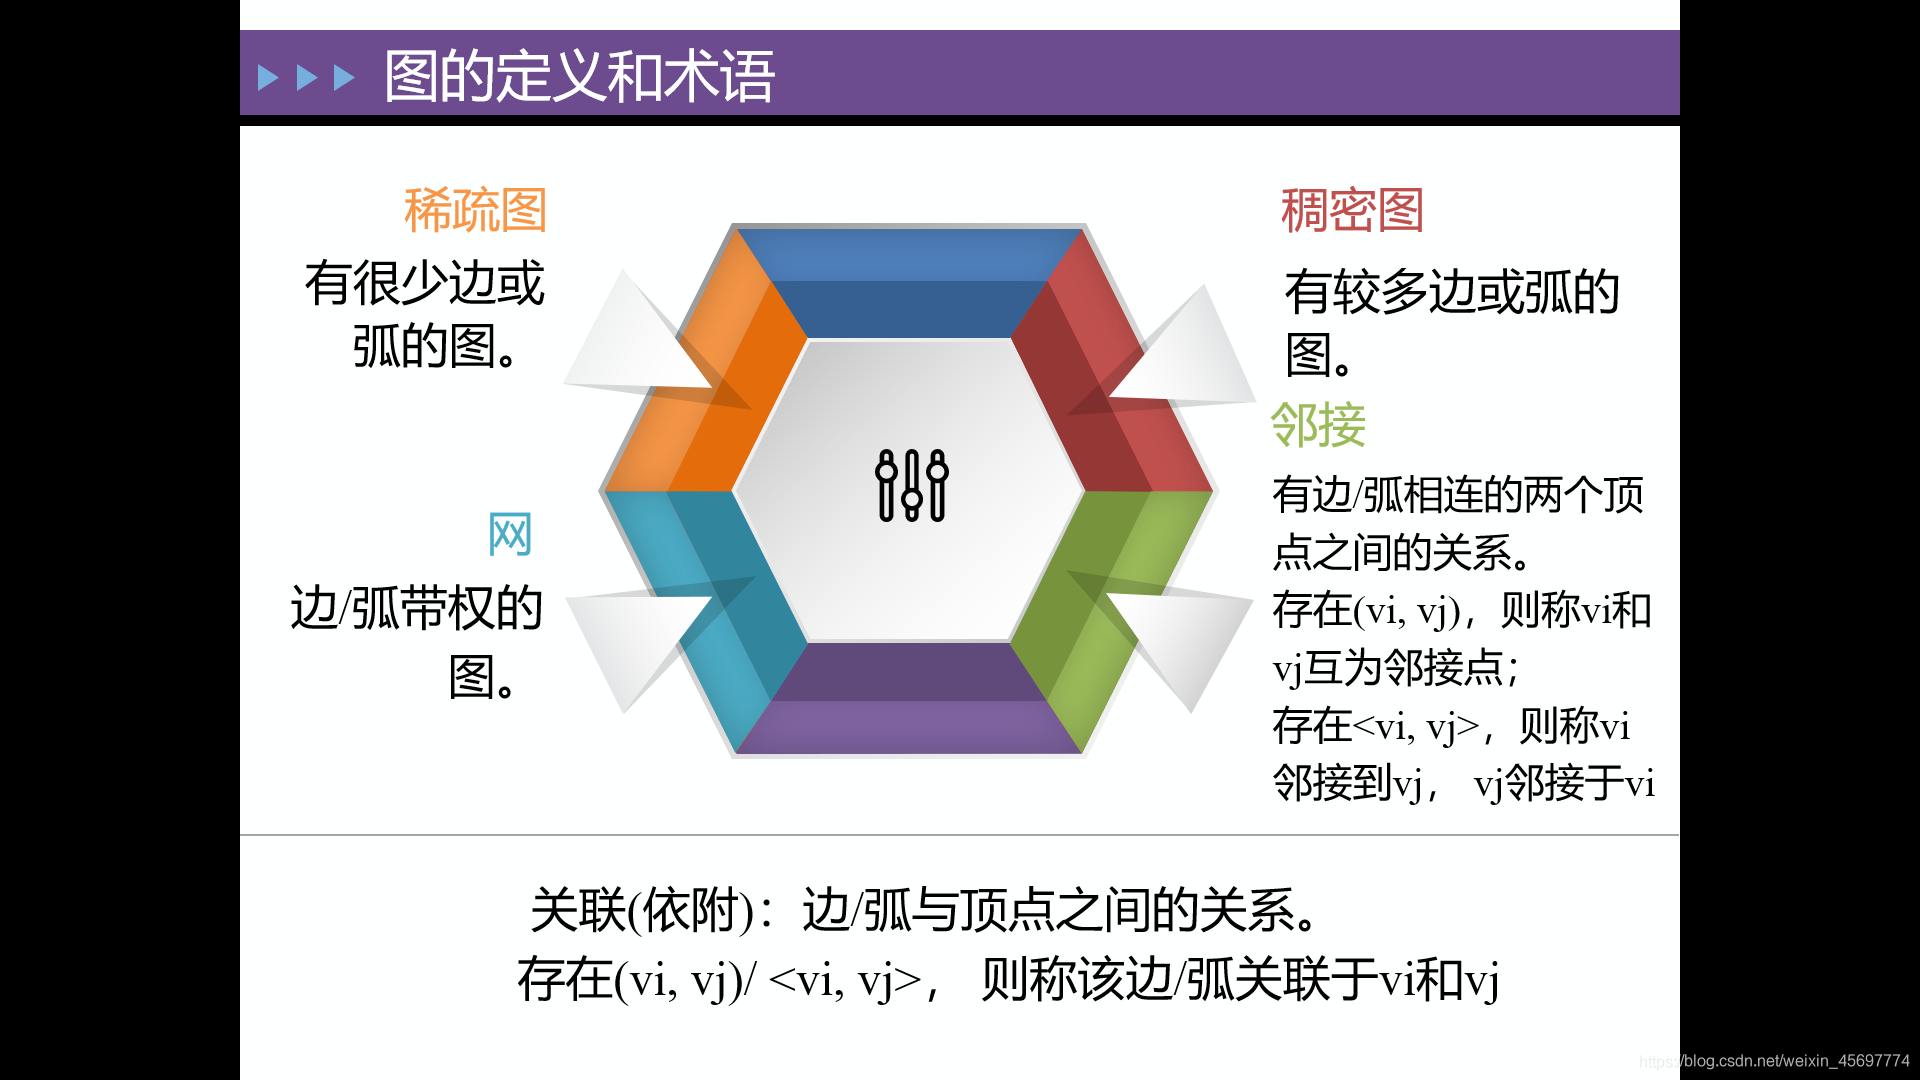 图的定义和术语
稀疏图
有很少边或
弧的图。
网
边/弧带权的
图。
稠密图
有较多边或弧的
图。
邻接
有边/弧相连的两个顶
点之间的关系。
存在(vi, vj)，则称vi和
vj互为邻接点；
存在<vi, vj>，则称vi
邻接到vj， vj邻接于vi
关联(依附)：边/弧与顶点之间的关系。
存在(vi, vj)/ <vi, vj>， 则称该边/弧关联于vi和vj
https://blog.csdn.net/weixin_45697774